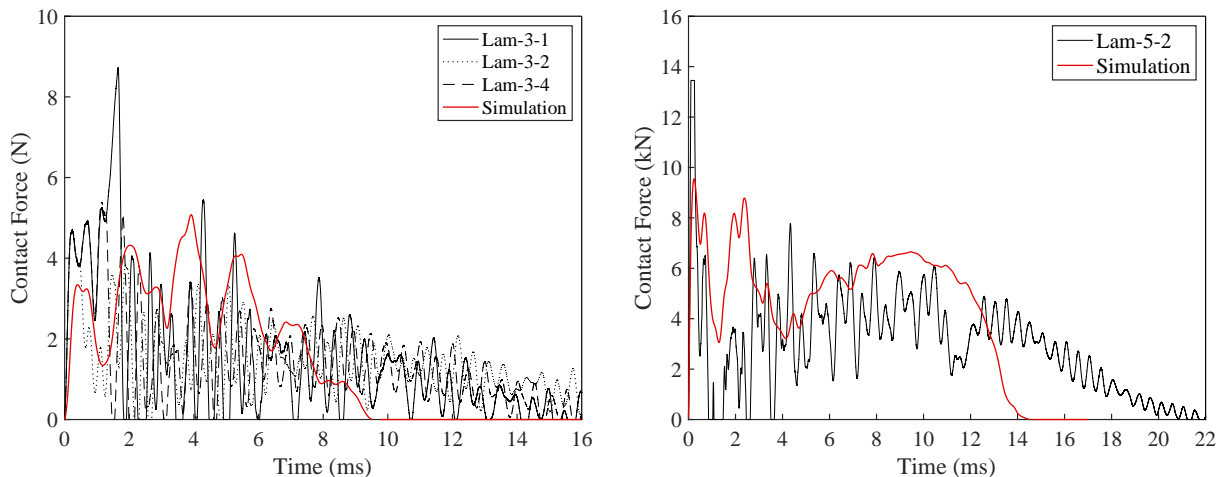 10
8
6
4
2
0
Contact Force (N)
0 2 4 6 8 10 12 14 16
Time (ms)
Lam-3-1
Lam-3-2
Lam-3-4
Simulation
16
14
12
10
8
6
4
2
0
Contact Force (kN)
0 2 4 6 8 10 12 14 16 18 20 22
Time (ms)
Lam-5-2
Simulation